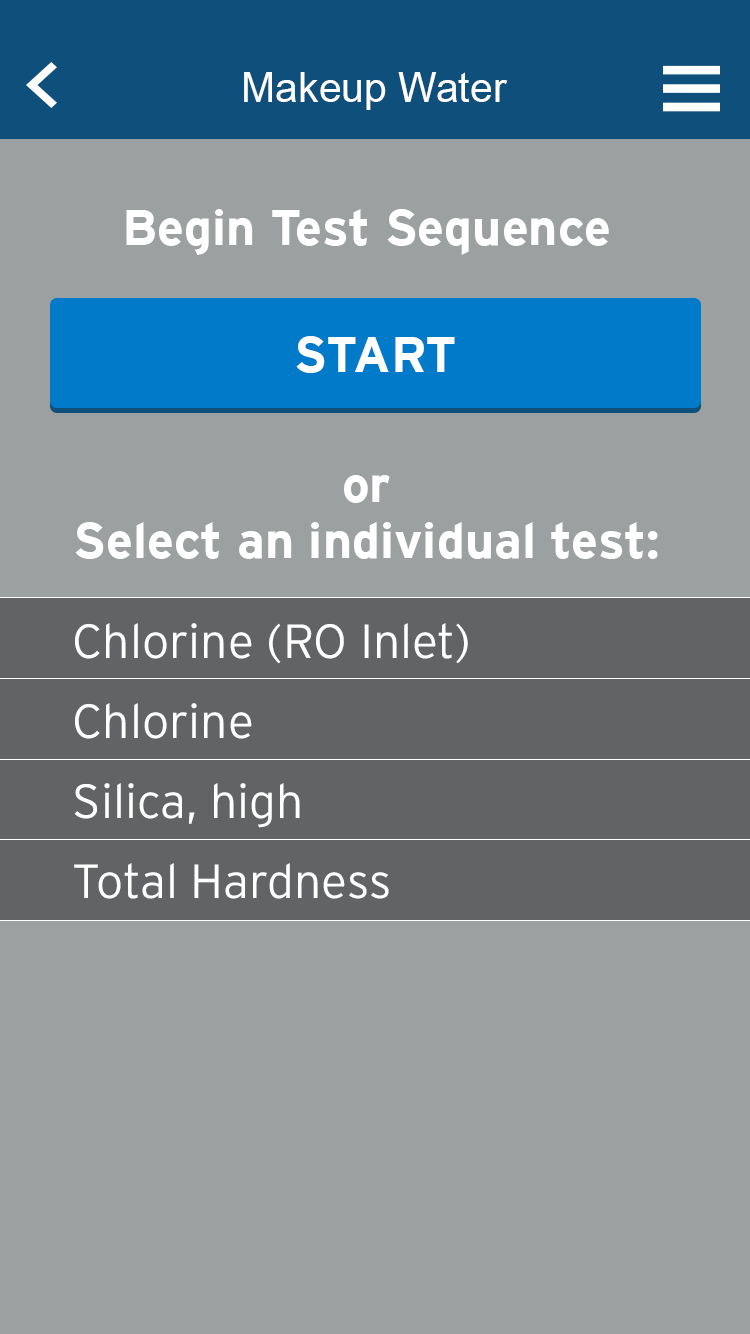 Makeup Water
Begin Test Sequence
START
or
Select an individual test:
Chlorine (RO Inlet)
Chlorine
Silica, high
Total Hardness